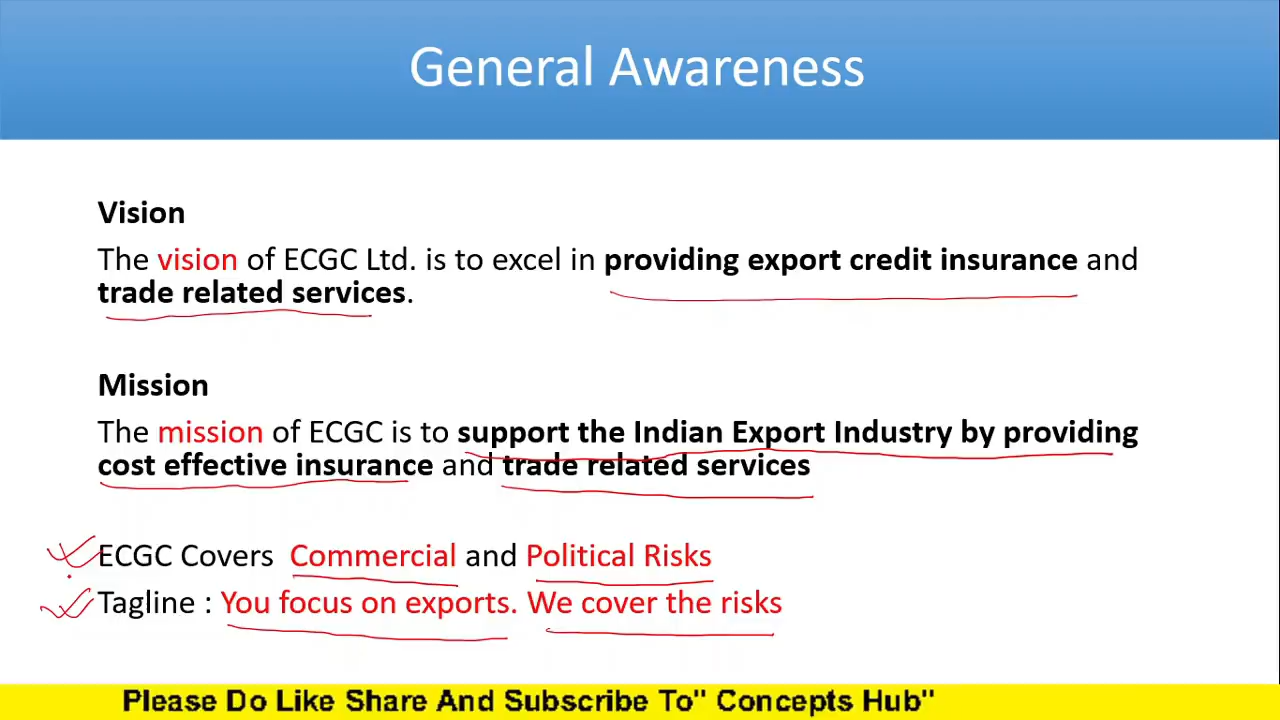 General Awareness
Vision
The vision of ECGC Ltd. is to excel in providing export credit insurance and
trade related services.
Mission
The mission of ECGC is to support the Indian Export Industry by providing
cost effective insurance and trade related services
ECGC Covers Commercial and Political Risks
Tagline : You focus on exports. We cover the risks
Please Do Like Share And Subscribe To" Concepts Hub"